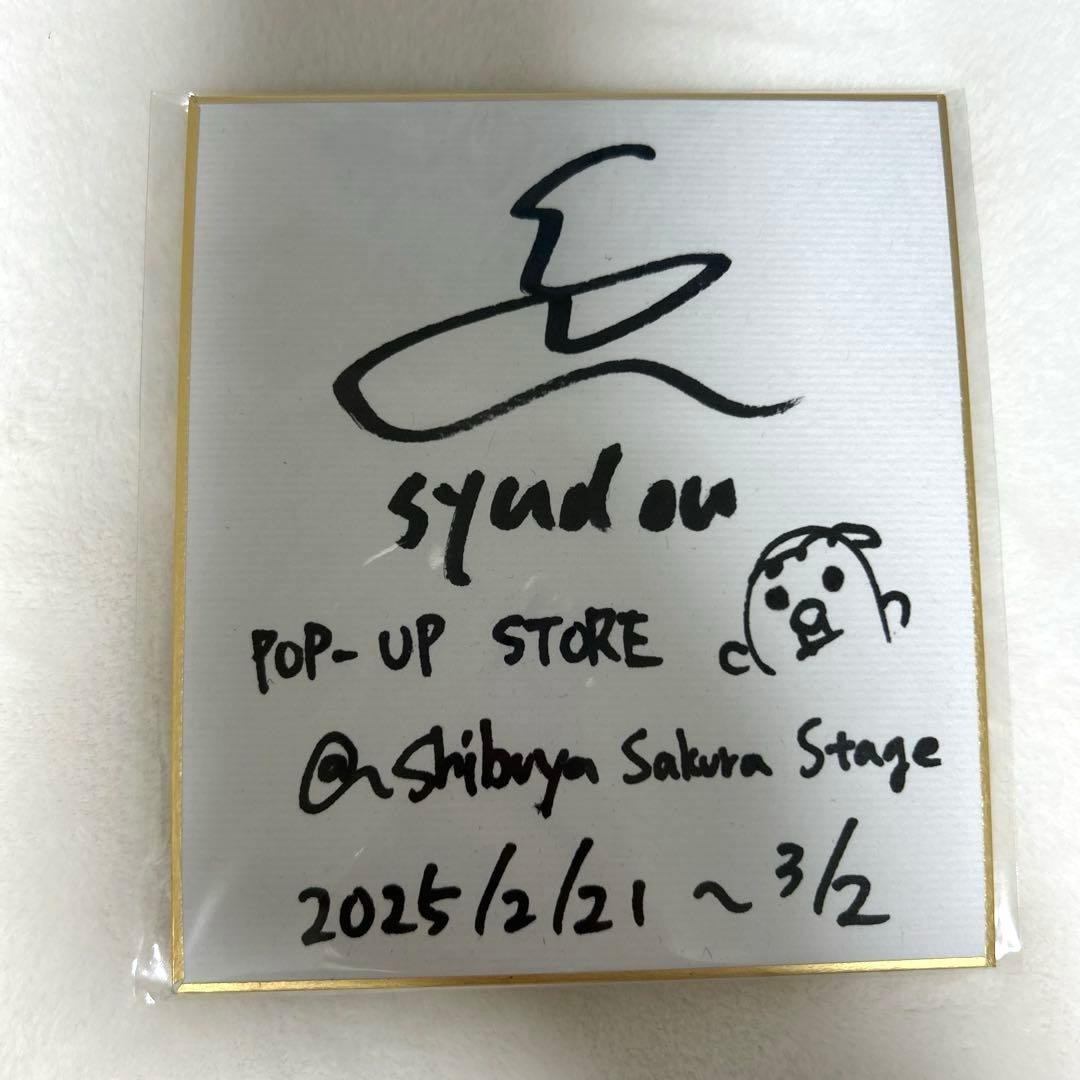 syudou
POP-UP STORE
@Shibuya Sakura Stage
2025/2/21 ~ 3/2